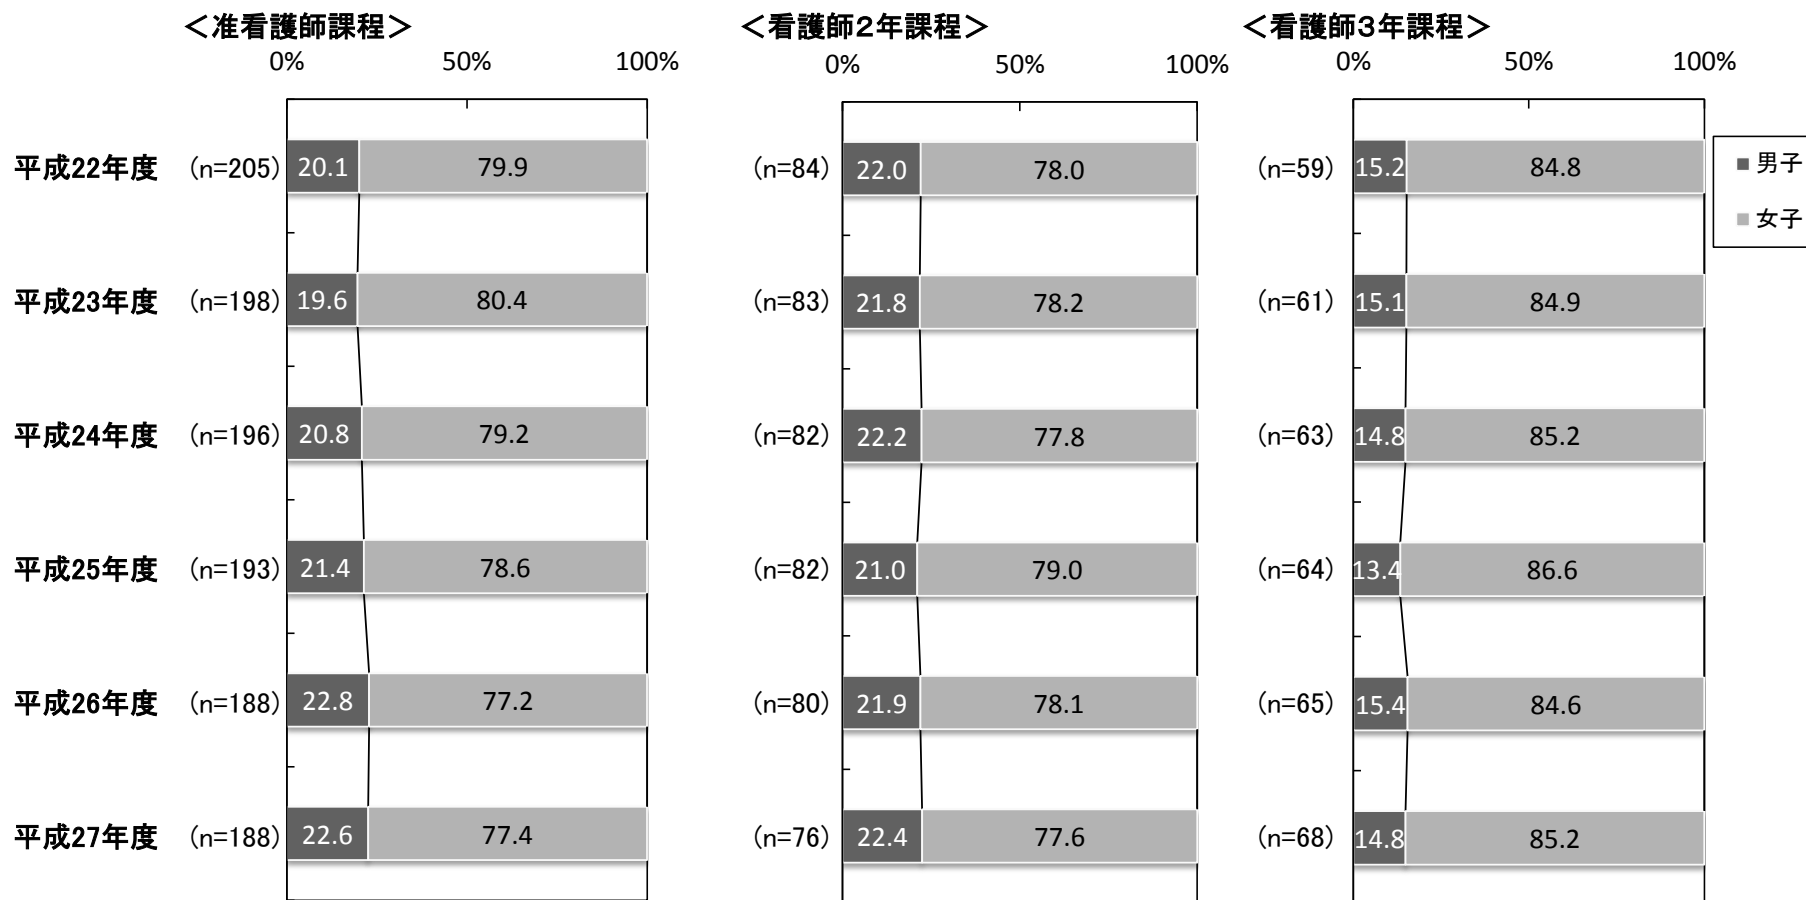 ＜准看護師課程＞ ＜看護師２年課程＞ ＜看護師３年課程＞
0% 50% 100% 0% 50% 100% 0% 50% 100%
平成22年度 (n=205) 20.1 79.9 (n=84) 22.0 78.0 (n=59) 15.2 84.8
男子
女子
平成23年度 (n=198) 19.6 80.4 (n=83) 21.8 78.2 (n=61) 15.1 84.9
平成24年度 (n=196) 20.8 79.2 (n=82) 22.2 77.8 (n=63) 14.8 85.2
平成25年度 (n=193) 21.4 78.6 (n=82) 21.0 79.0 (n=64) 13.4 86.6
平成26年度 (n=188) 22.8 77.2 (n=80) 21.9 78.1 (n=65) 15.4 84.6
平成27年度 (n=188) 22.6 77.4 (n=76) 22.4 77.6 (n=68) 14.8 85.2